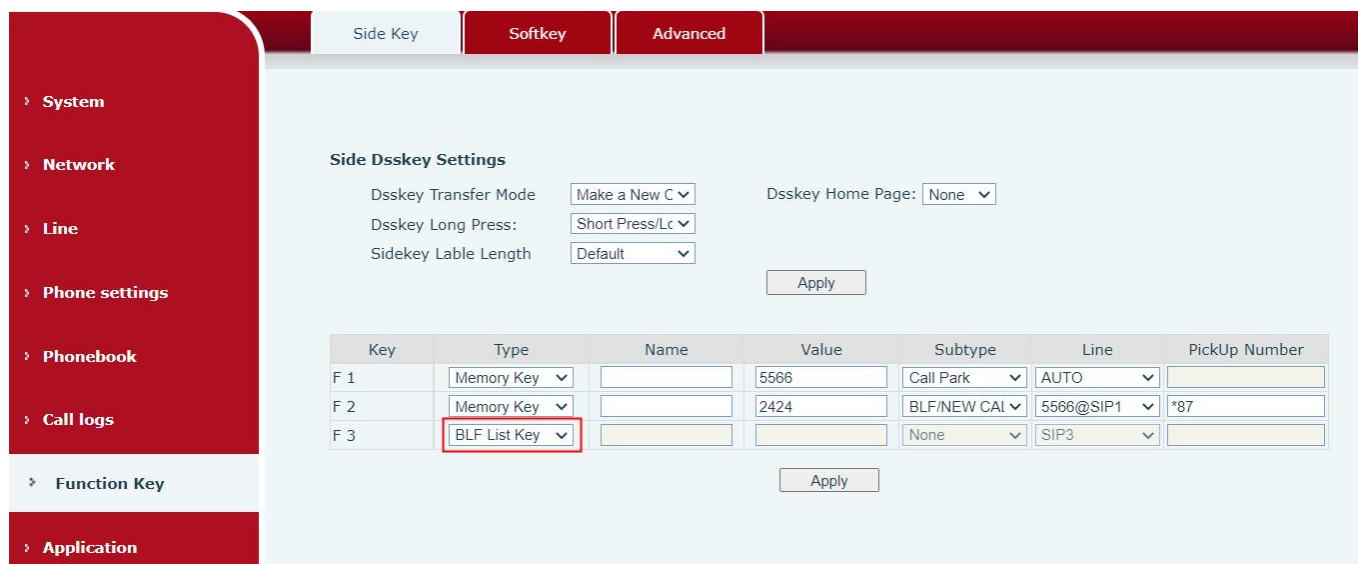 Side Key Softkey Advanced
System
Network
Line
Phone settings
Phonebook
Call logs
Function Key
Application
Side Dsskey Settings
Dsskey Transfer Mode Make a New C Dsskey Home Page: None
Dsskey Long Press: Short Press/Lc
Sidekey Lable Length Default
Apply
Key Type Name Value Subtype Line PickUp Number
F 1 Memory Key 5566 Call Park AUTO
F 2 Memory Key 2424 BLF/NEW CAL 5566@SIP1 *87
F 3 BLF List Key None SIP3
Apply